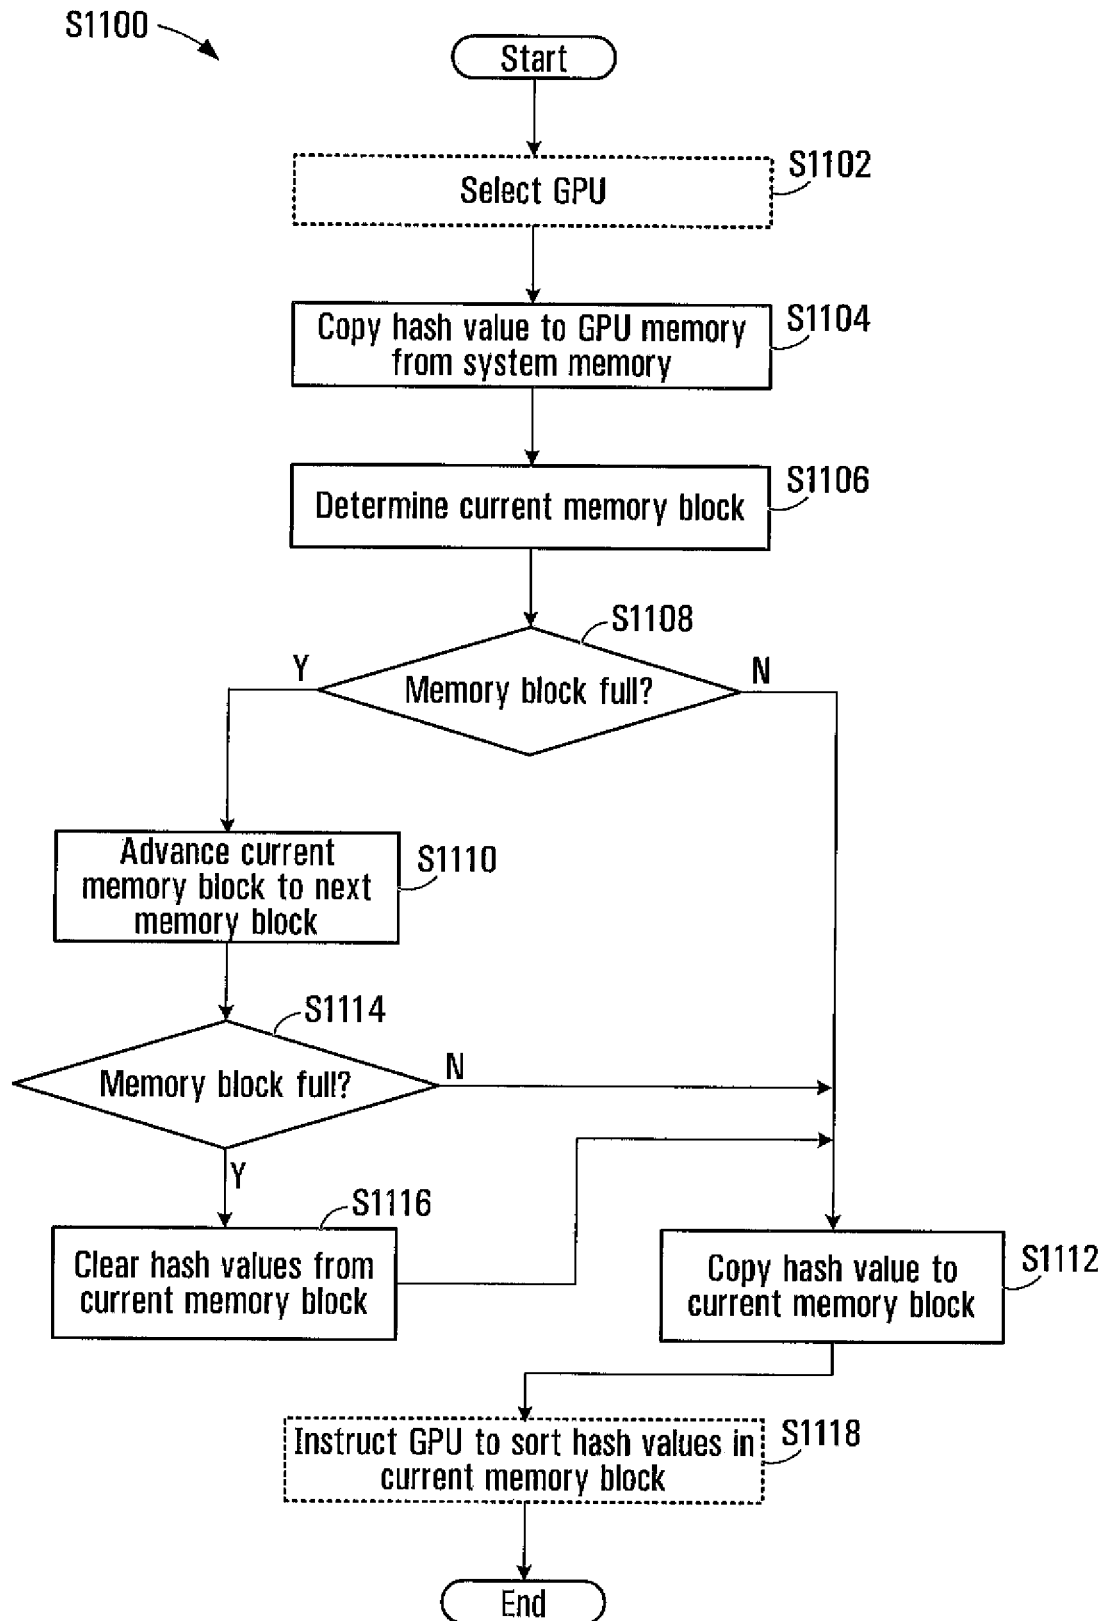 S1100
Start
S1102
Select GPU
S1104
Copy hash value to GPU memory
from system memory
S1106
Determine current memory block
S1108
Y
Memory block full?
N
Advance current
memory block to next
memory block
S1110
S1114
Memory block full?
N
Y
S1116
Clear hash values from
current memory block
Copy hash value to
current memory block
S1112
Instruct GPU to sort hash values in
current memory block
S1118
End